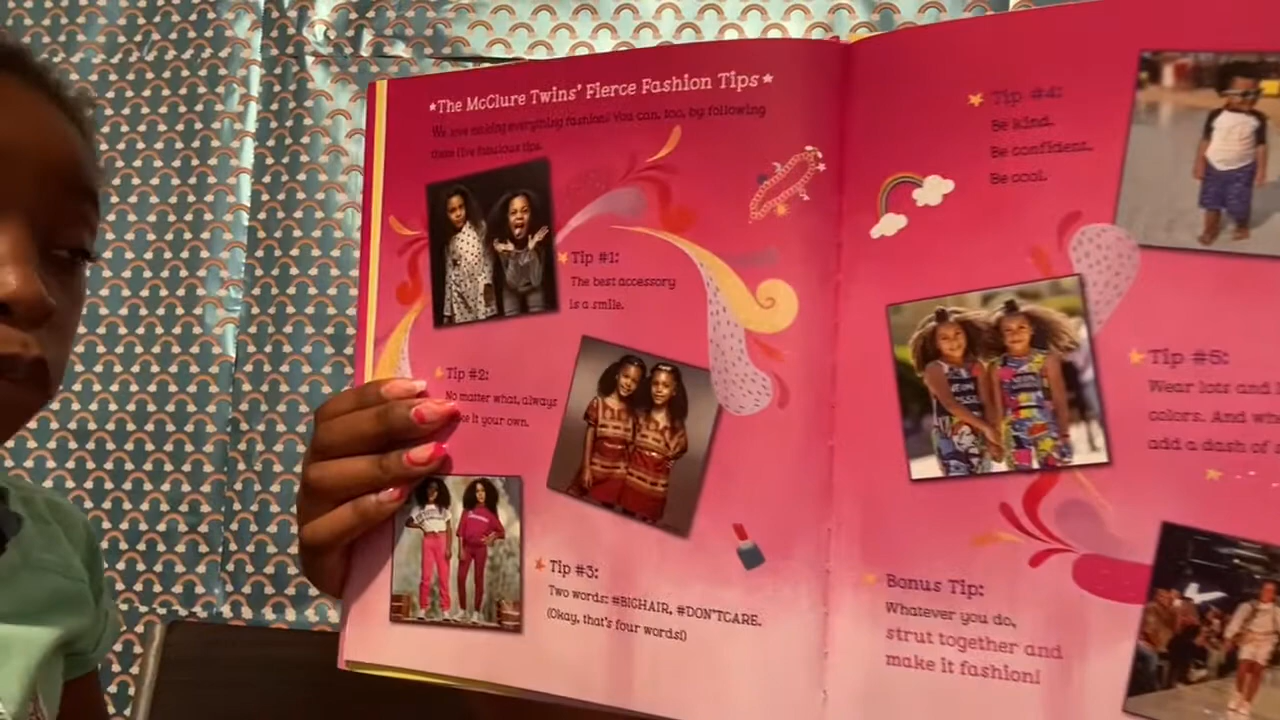 ★The McClure Twins' Fierce Fashion Tips★
We love making everything fashion! You can, too, by following
these five fabulous tips.
Tip #1:
The best accessory
is a smile.
Tip #2:
No matter what, always
make it your own.
Tip #3:
Two words: #BIGHAIR, #DON'TCARE.
(Okay, that's four words!)
Tip #4:
Be kind.
Be confident.
Be cool.
Tip #5:
Wear lots and
colors. And
add a dash of
Bonus Tip:
Whatever you do,
strut together and
make it fashion!